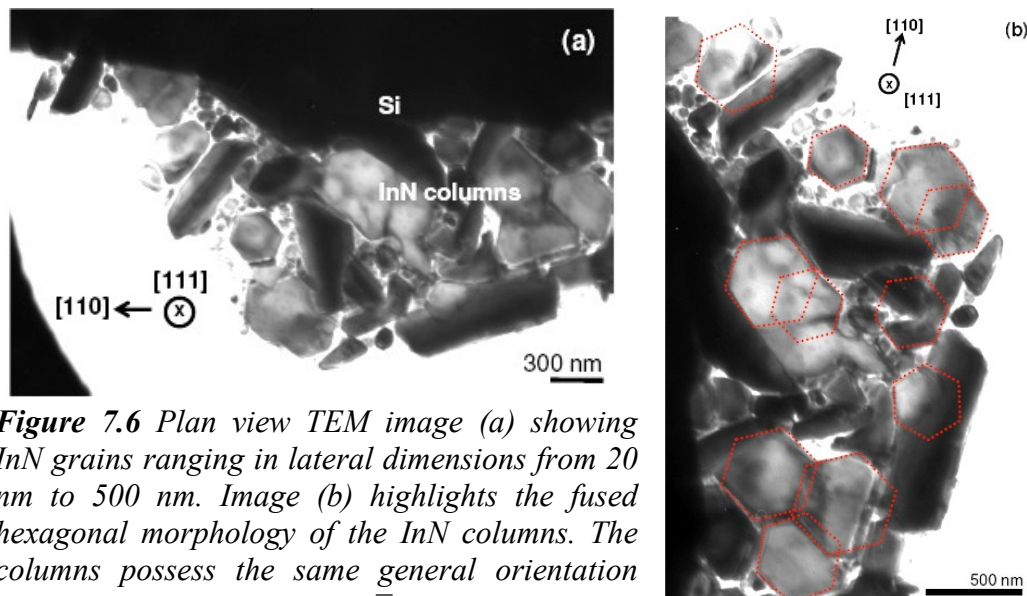 (a)
Si
InN columns
[111]
[110]
x
300 nm
(b)
[110]
x
[111]
500 nm
Figure 7.6 Plan view TEM image (a) showing
InN grains ranging in lateral dimensions from 20
nm to 500 nm. Image (b) highlights the fused
hexagonal morphology of the InN columns. The
columns possess the same general orientation